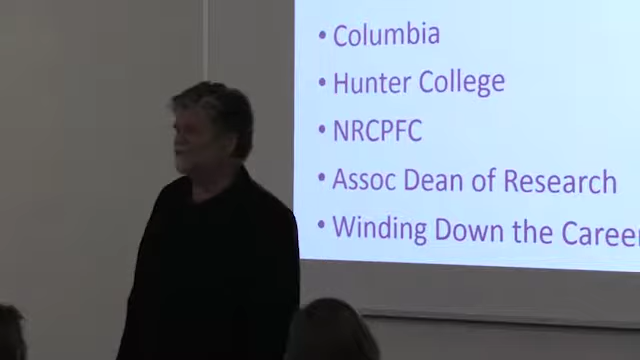 • Columbia
• Hunter College
• NRCPFC
• Assoc Dean of Research
• Winding Down the Career